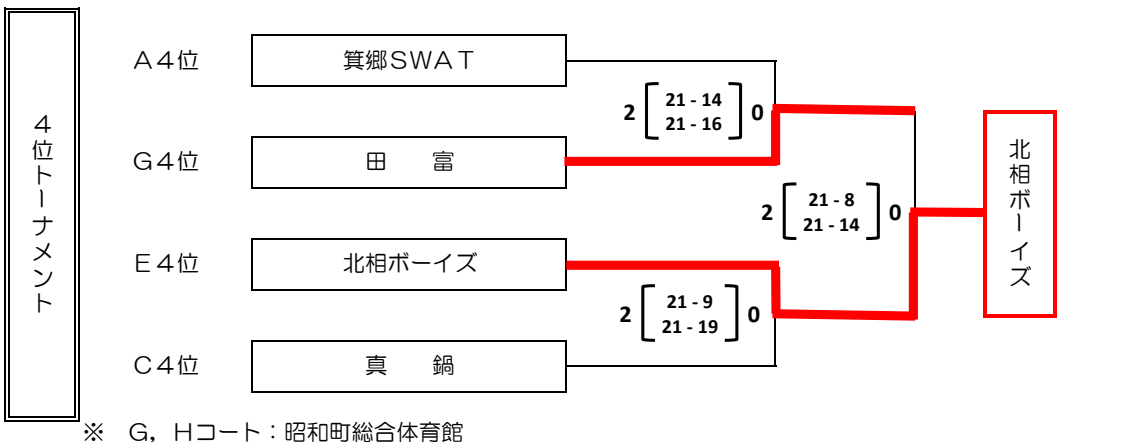 4位トーナメント
A4位 箕郷SWAT
2 21 - 14 0
21 - 16
G4位 田　富
2 21 - 8 0
21 - 14
北相ボーイズ
E4位 北相ボーイズ
2 21 - 9 0
21 - 19
C4位 真　鍋
※ G，Hコート：昭和町総合体育館